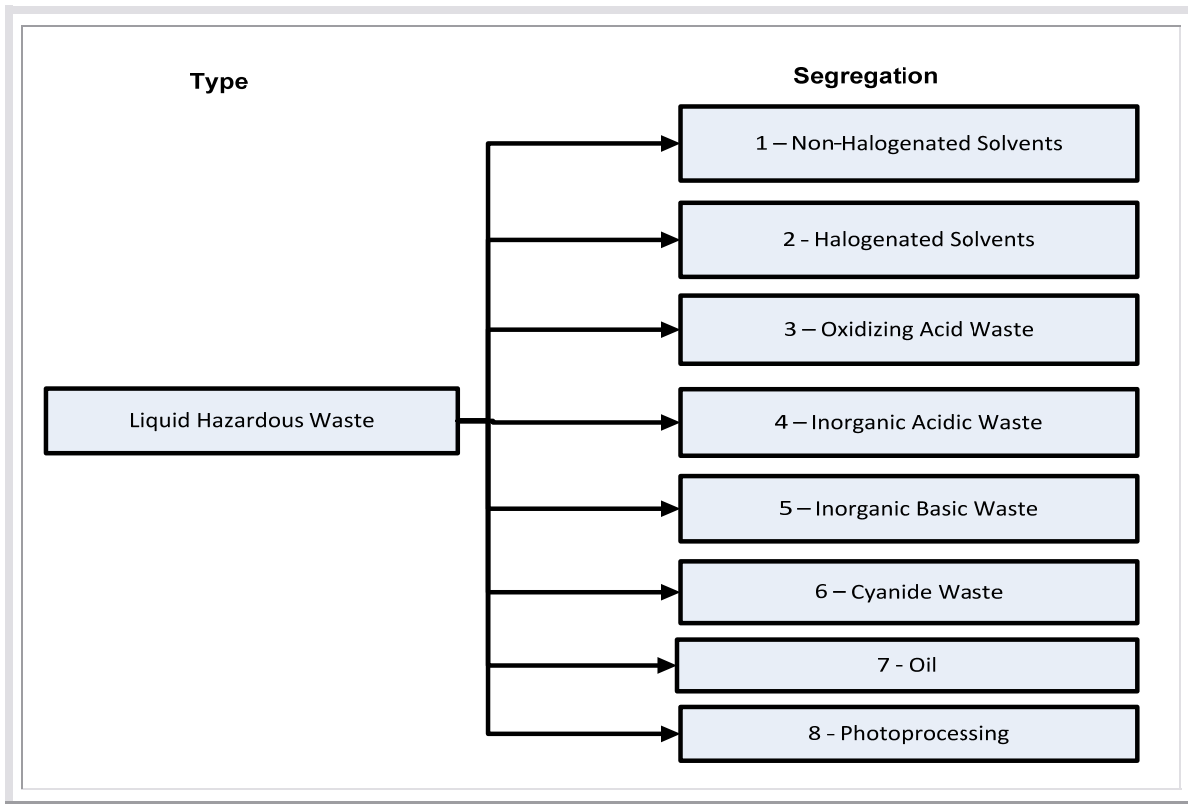 Type
Segregation
1 – Non-Halogenated Solvents
2 - Halogenated Solvents
3 – Oxidizing Acid Waste
Liquid Hazardous Waste
4 – Inorganic Acidic Waste
5 – Inorganic Basic Waste
6 – Cyanide Waste
7 - Oil
8 - Photoprocessing